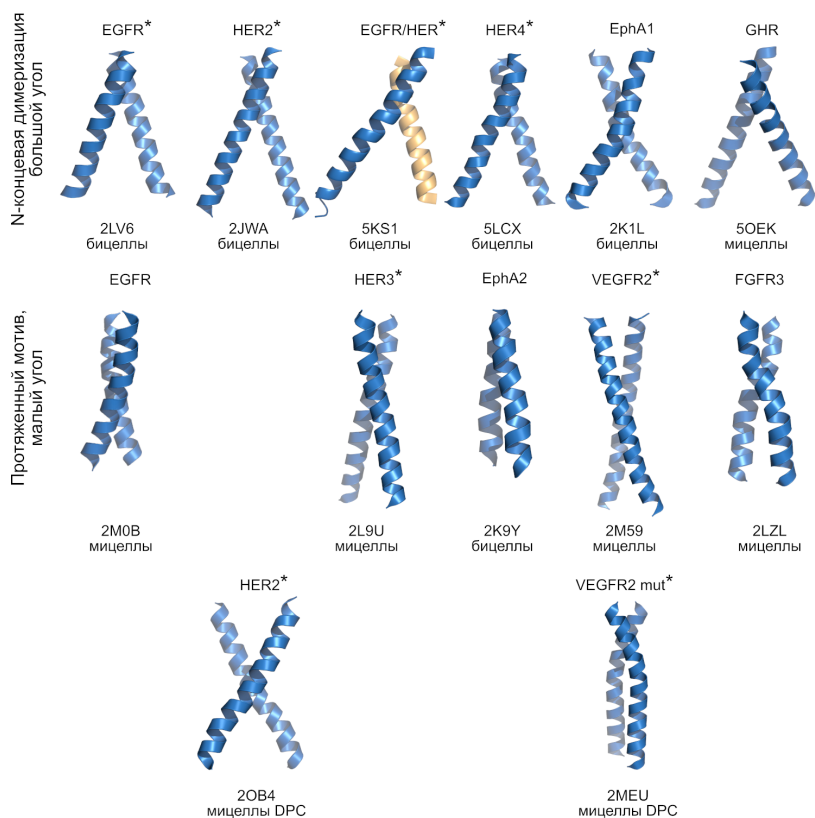 N-концевая димеризация
большой угол
EGFR*
HER2*
EGFR/HER*
HER4*
EphA1
GHR
2LV6
бицеллы
2JWA
бицеллы
5KS1
бицеллы
5LCX
бицеллы
2K1L
бицеллы
5OEK
мицеллы
Протяженный мотив,
малый угол
EGFR
HER3*
EphA2
VEGFR2*
FGFR3
2M0B
мицеллы
2L9U
мицеллы
2K9Y
бицеллы
2M59
мицеллы
2LZL
мицеллы
HER2*
VEGFR2 mut*
2OB4
мицеллы DPC
2MEU
мицеллы DPC